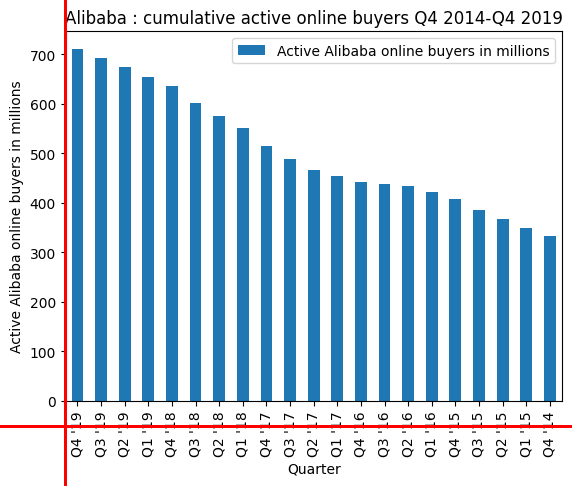 Alibaba : cumulative active online buyers Q4 2014-Q4 2019
Active Alibaba online buyers in millions
Active Alibaba online buyers in millions
700
600
500
400
300
200
100
0
Q4 '19
Q3 '19
Q2 '19
Q1 '19
Q4 '18
Q3 '18
Q2 '18
Q1 '18
Q4 '17
Q3 '17
Q2 '17
Q1 '17
Q4 '16
Q3 '16
Q2 '16
Q1 '16
Q4 '15
Q3 '15
Q2 '15
Q1 '15
Q4 '14
Quarter